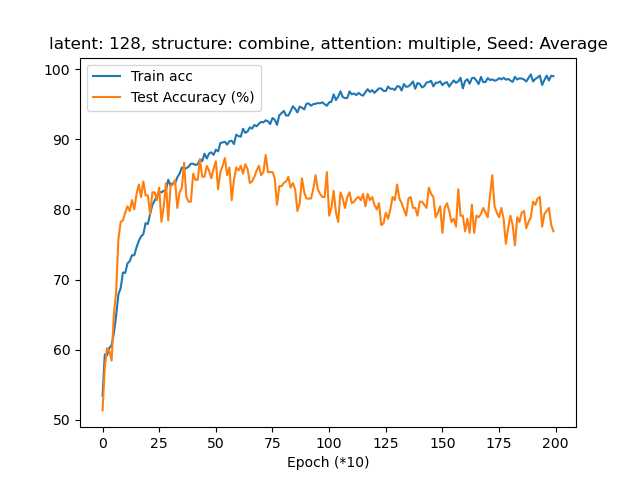 latent: 128, structure: combine, attention: multiple, Seed: Average
Train acc
Test Accuracy (%)
100
90
80
70
60
50
0 25 50 75 100 125 150 175 200
Epoch (*10)